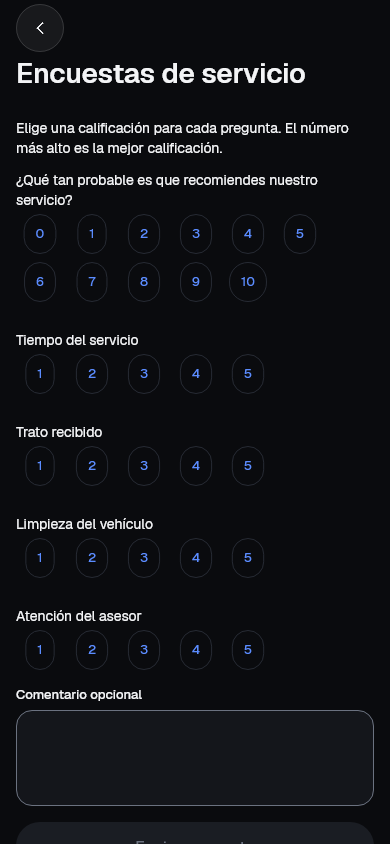 Encuestas de servicio
Elige una calificación para cada pregunta. El número
más alto es la mejor calificación.
¿Qué tan probable es que recomiendes nuestro
servicio?
0 1 2 3 4 5
6 7 8 9 10
Tiempo del servicio
1 2 3 4 5
Trato recibido
1 2 3 4 5
Limpieza del vehículo
1 2 3 4 5
Atención del asesor
1 2 3 4 5
Comentario opcional